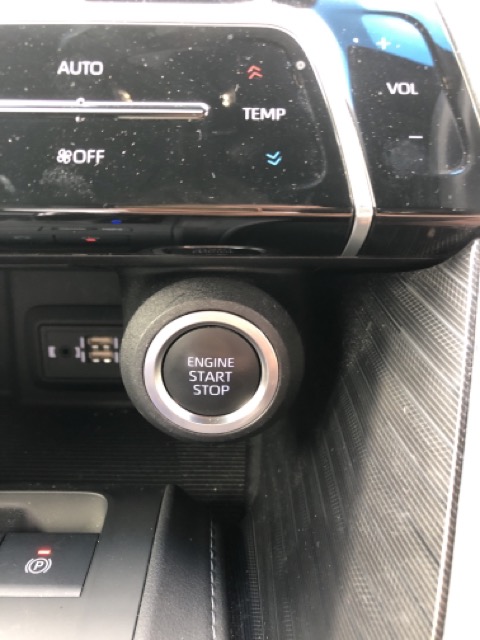 AUTO
TEMP
OFF
VOL
+
−
ENGINE
START
STOP
P